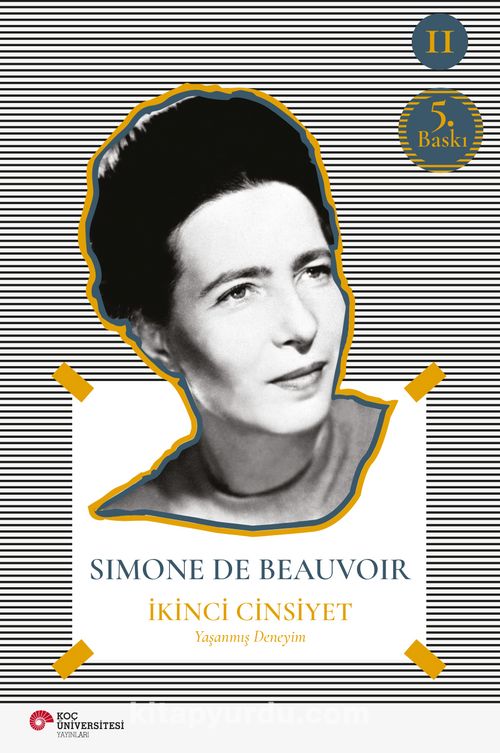 II
5.
Baskı
SIMONE DE BEAUVOIR
İKİNCİ CİNSİYET
Yaşanmış Deneyim
KOÇ
ÜNİVERSİTESİ
YAYINLARI
kitapyurdu.com